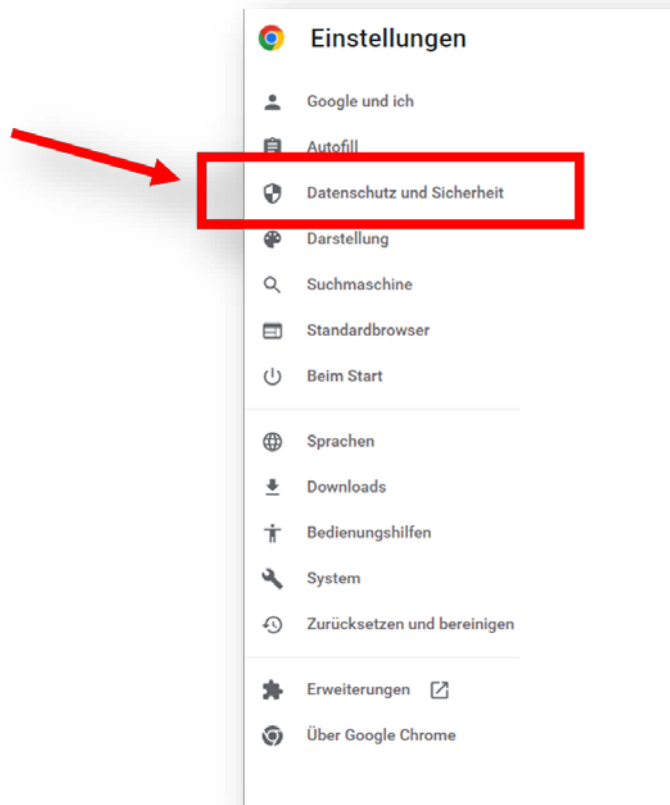 Einstellungen
Google und ich
Autofill
Datenschutz und Sicherheit
Darstellung
Suchmaschine
Standardbrowser
Beim Start
Sprachen
Downloads
Bedienungshilfen
System
Zurücksetzen und bereinigen
Erweiterungen
Über Google Chrome